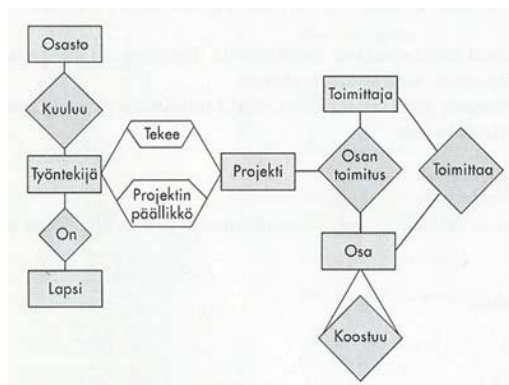 Osasto
Kuuluu
Työntekijä
On
Lapsi
Tekee
Projektin
päällikkö
Projekti
Toimittaja
Osan
toimitus
Toimittaa
Osa
Koostuu